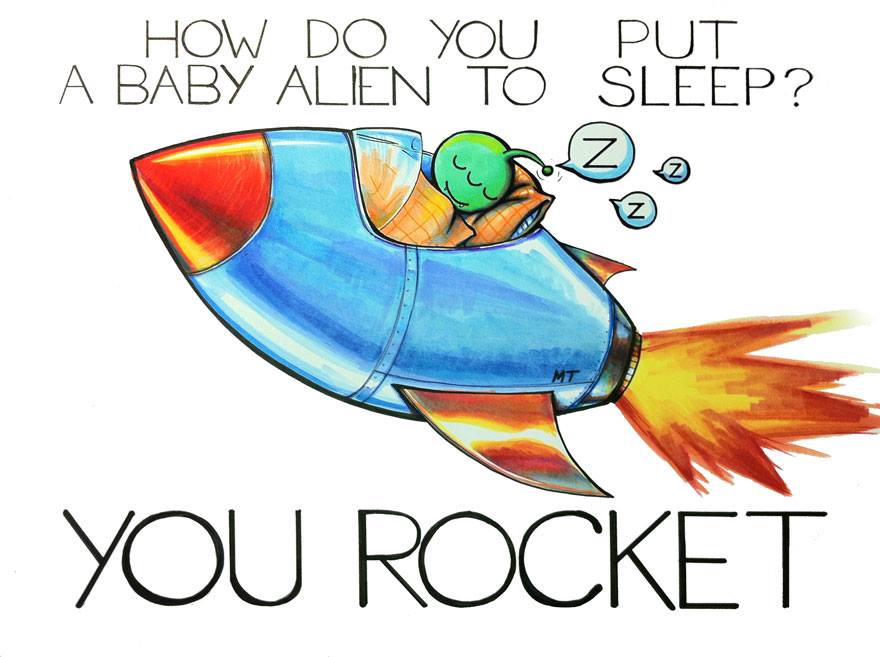 HOW DO YOU PUT
A BABY ALIEN TO SLEEP?
Z
Z
Z
MT
YOU ROCKET